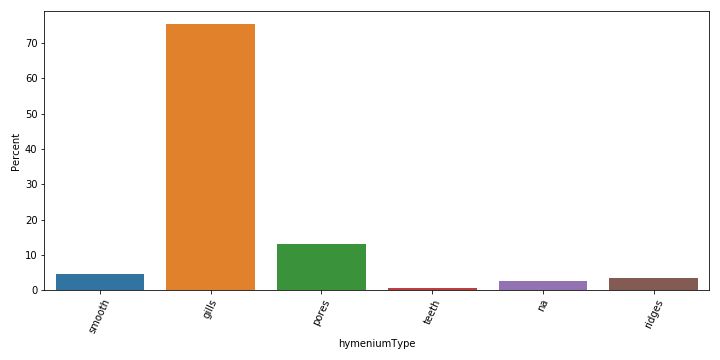 70
60
50
40
30
20
10
0
Percent
smooth
gills
pores
teeth
na
ridges
hymeniumType